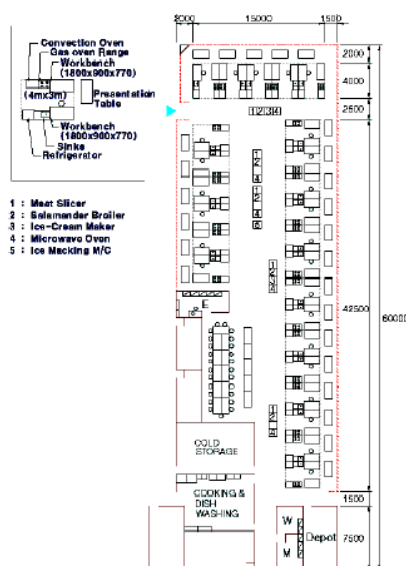 2000
15000
1500
Convection Oven
Gas oven Range
Workbench
(1800x900x770)
(4mx3m)
Presentation
Table
Workbench
(1800x900x770)
Sinks
Refrigerator
1 : Meat Slicer
2 : Salamander Broiler
3 : Ice-Cream Maker
4 : Microwave Oven
5 : Ice Macking M/C
2000
4000
2500
42500
60000
1500
7500
1 2 3 4
E
COLD
STORAGE
COOKING &
DISH
WASHING
W
M
Depot